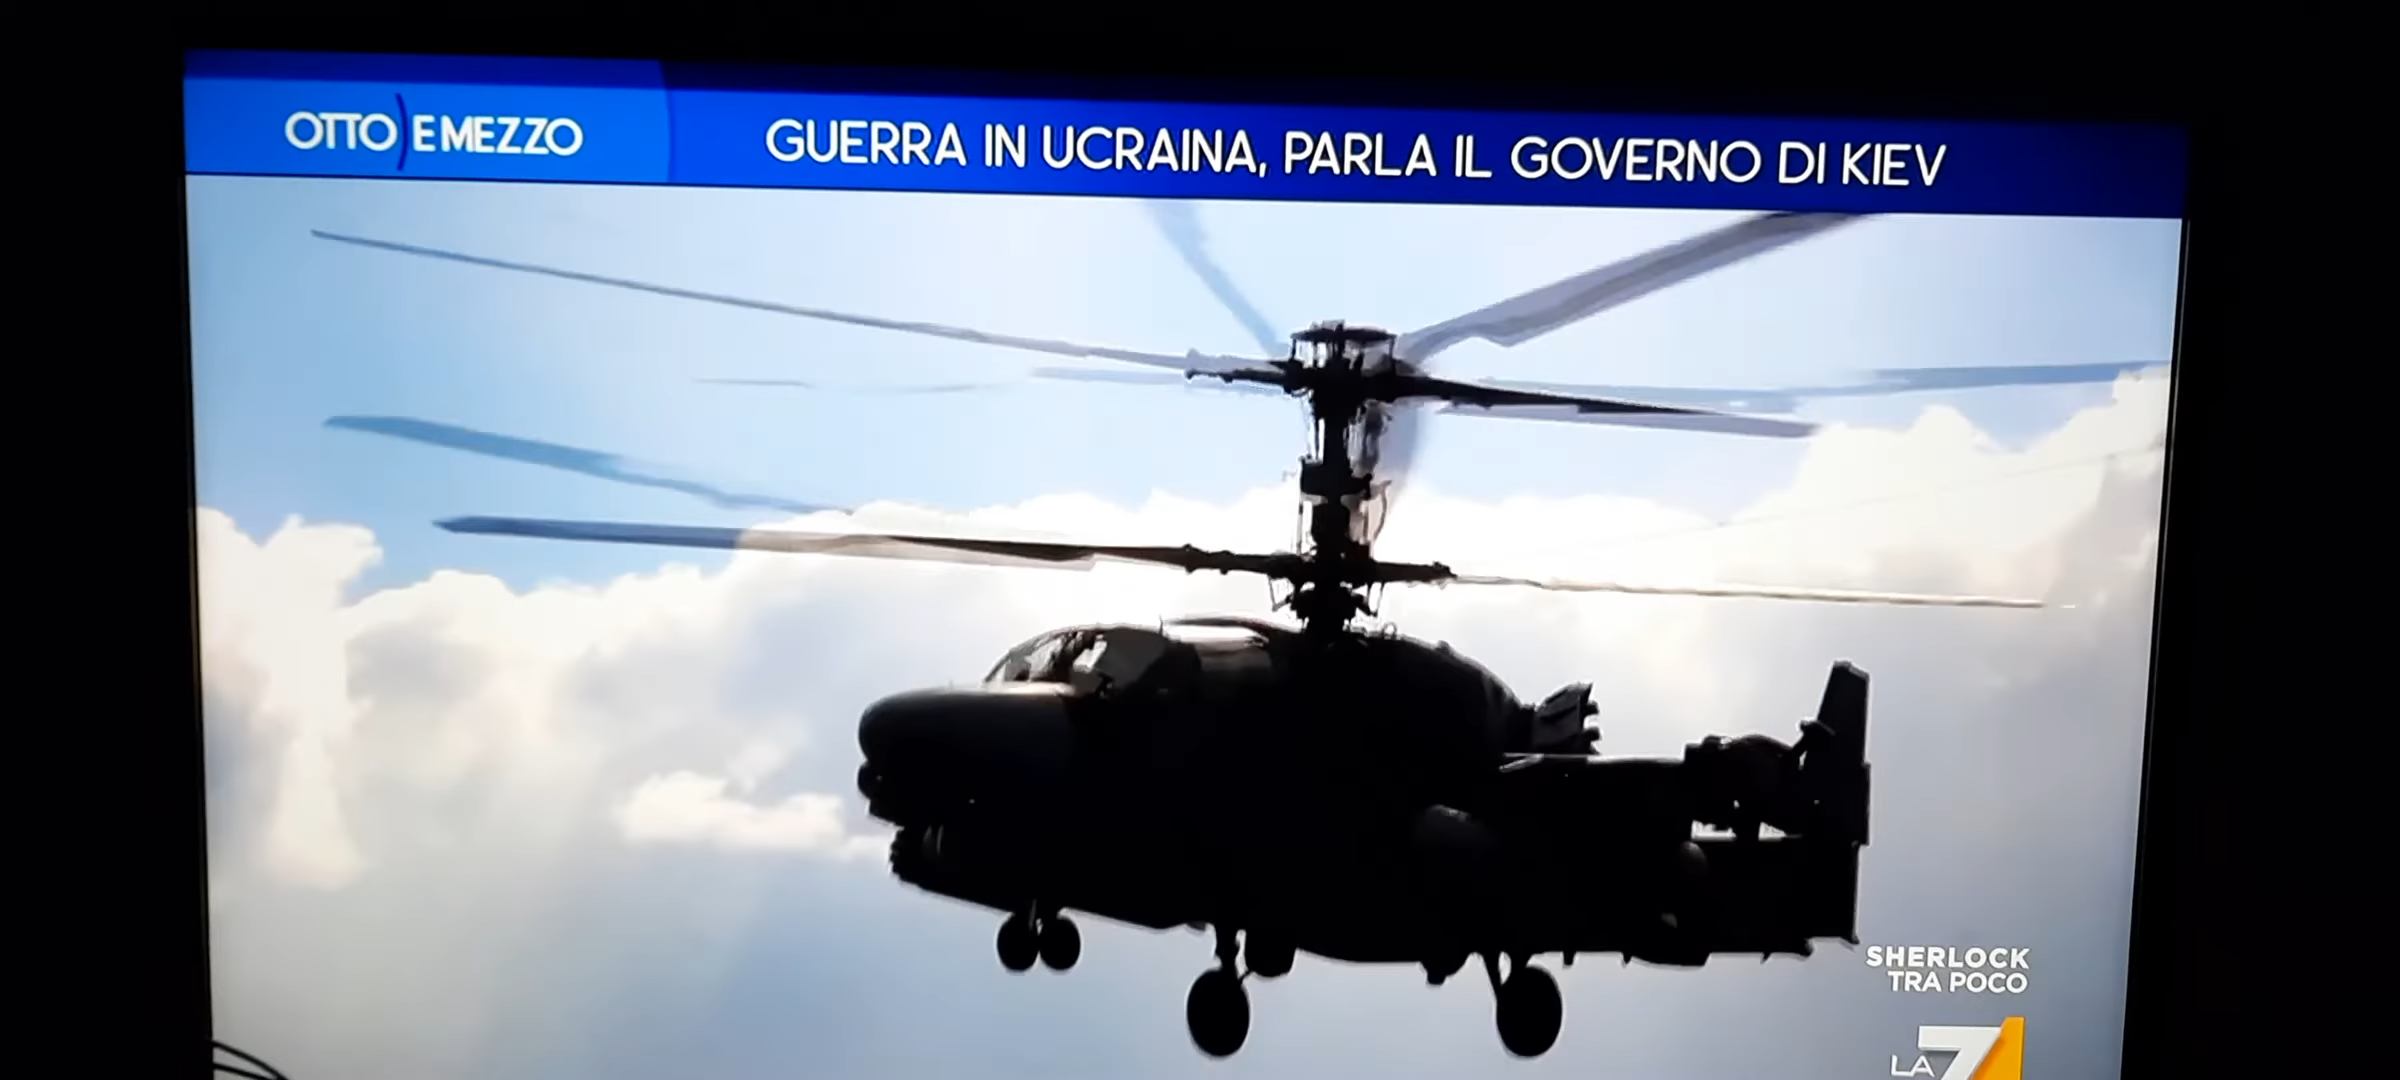 OTTO E MEZZO
GUERRA IN UCRAINA, PARLA IL GOVERNO DI KIEV
SHERLOCK
TRA POCO
LA7